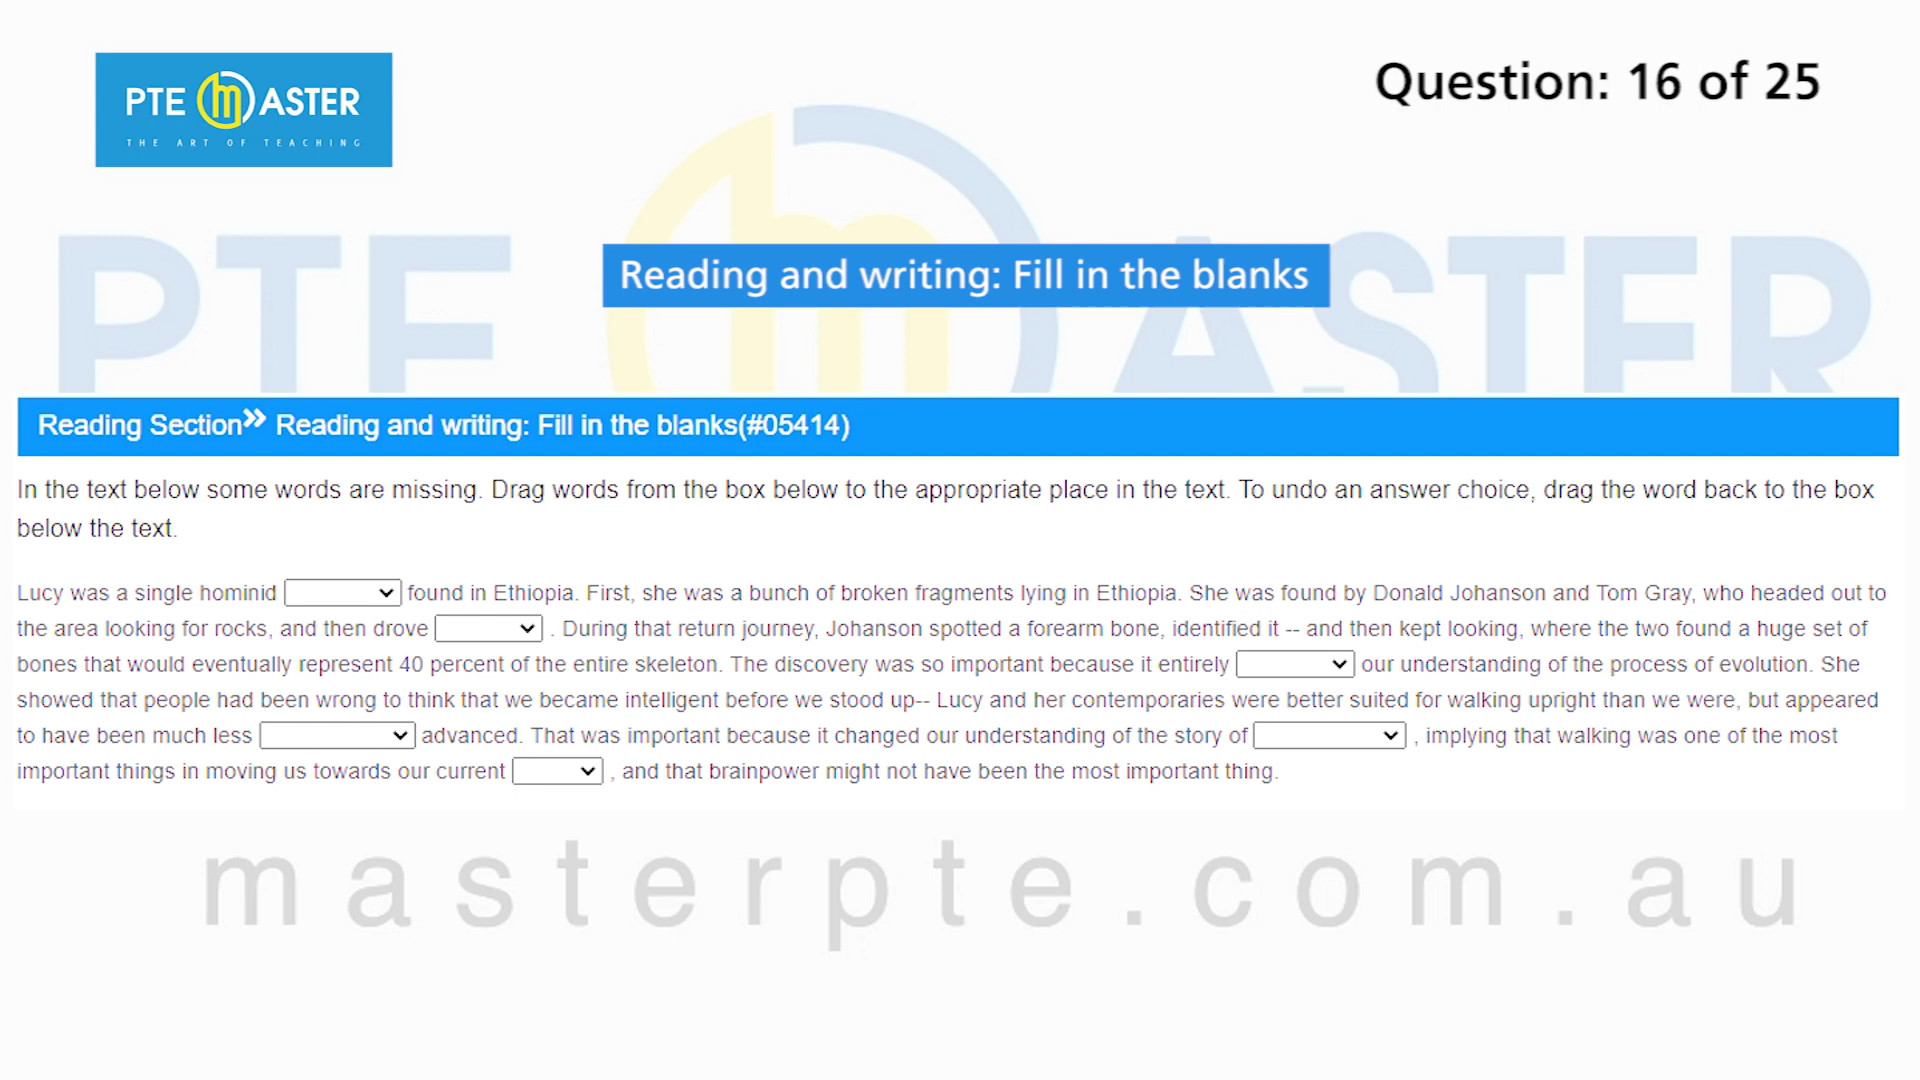 PTE MASTER
THE ART OF TEACHING
Question: 16 of 25
PTE MASTER
Reading and writing: Fill in the blanks
Reading Section» Reading and writing: Fill in the blanks(#05414)
In the text below some words are missing. Drag words from the box below to the appropriate place in the text. To undo an answer choice, drag the word back to the box
below the text.
Lucy was a single hominid found in Ethiopia. First, she was a bunch of broken fragments lying in Ethiopia. She was found by Donald Johanson and Tom Gray, who headed out to
the area looking for rocks, and then drove . During that return journey, Johanson spotted a forearm bone, identified it -- and then kept looking, where the two found a huge set of
bones that would eventually represent 40 percent of the entire skeleton. The discovery was so important because it entirely our understanding of the process of evolution. She
showed that people had been wrong to think that we became intelligent before we stood up-- Lucy and her contemporaries were better suited for walking upright than we were, but appeared
to have been much less advanced. That was important because it changed our understanding of the story of , implying that walking was one of the most
important things in moving us towards our current , and that brainpower might not have been the most important thing.
masterpte.com.au